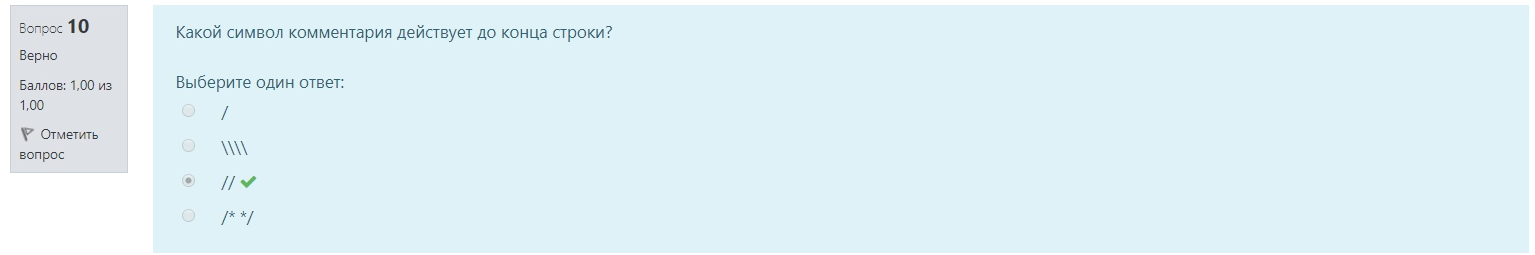 Вопрос 10
Верно
Баллов: 1,00 из
1,00
Отметить
вопрос
Какой символ комментария действует до конца строки?
Выберите один ответ:
/
\\\\
//
/* */